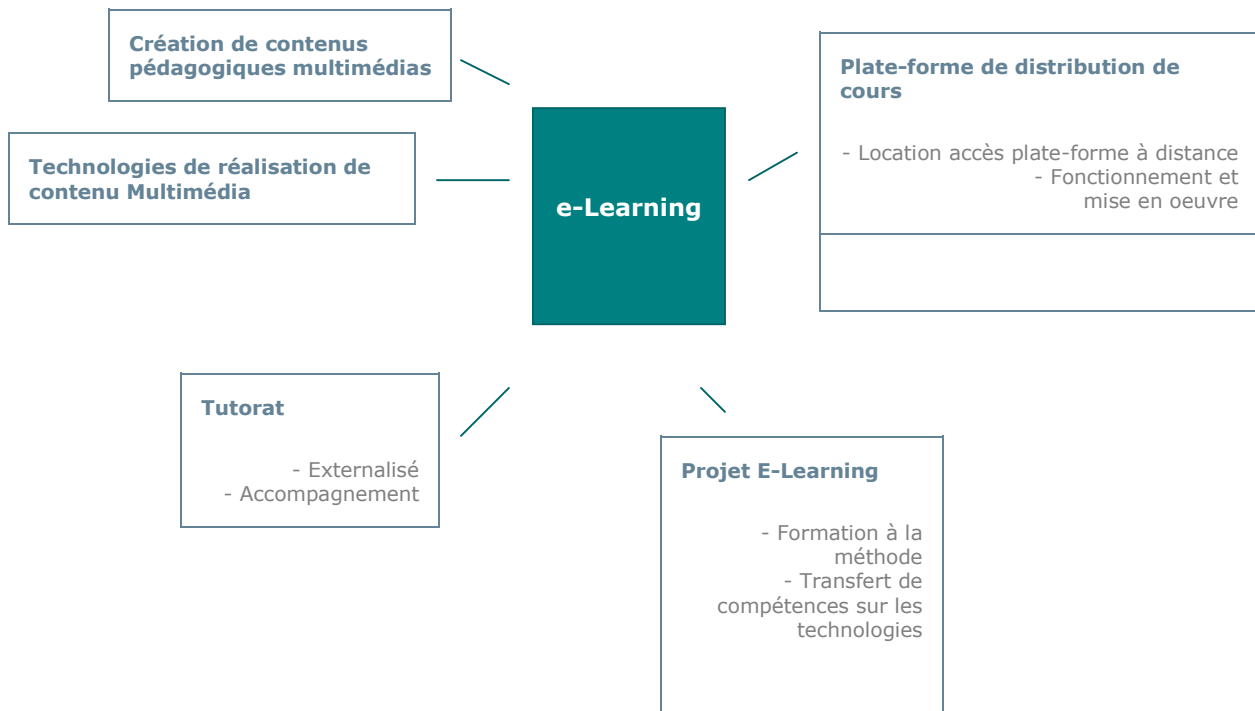 Création de contenus
pédagogiques multimédias
Technologies de réalisation de
contenu Multimédia
e-Learning
Plate-forme de distribution de
cours
- Location accès plate-forme à distance
- Fonctionnement et
mise en oeuvre
Tutorat
- Externalisé
- Accompagnement
Projet E-Learning
- Formation à la
méthode
- Transfert de
compétences sur les
technologies